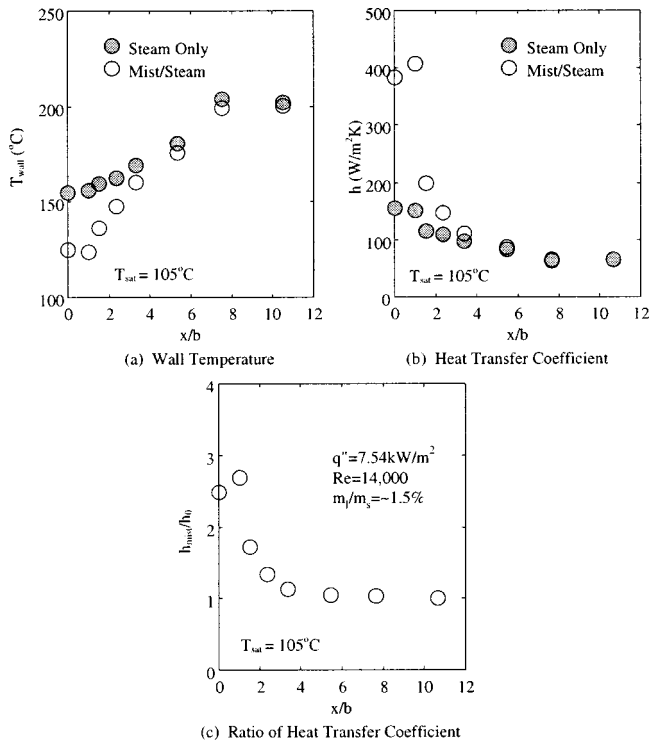 250
Steam Only
Mist/Steam
200
T_wall (°C)
150
T_sat = 105°C
100
0 2 4 6 8 10 12
x/b
(a) Wall Temperature
500
Steam Only
Mist/Steam
400
300
h (W/m²K)
200
100
T_sat = 105°C
0
0 2 4 6 8 10 12
x/b
(b) Heat Transfer Coefficient
4
3
q"=7.54kW/m²
Re=14,000
m_l/m_s=~1.5%
h_mist/h_0
2
1
T_sat = 105°C
0
0 2 4 6 8 10 12
x/b
(c) Ratio of Heat Transfer Coefficient